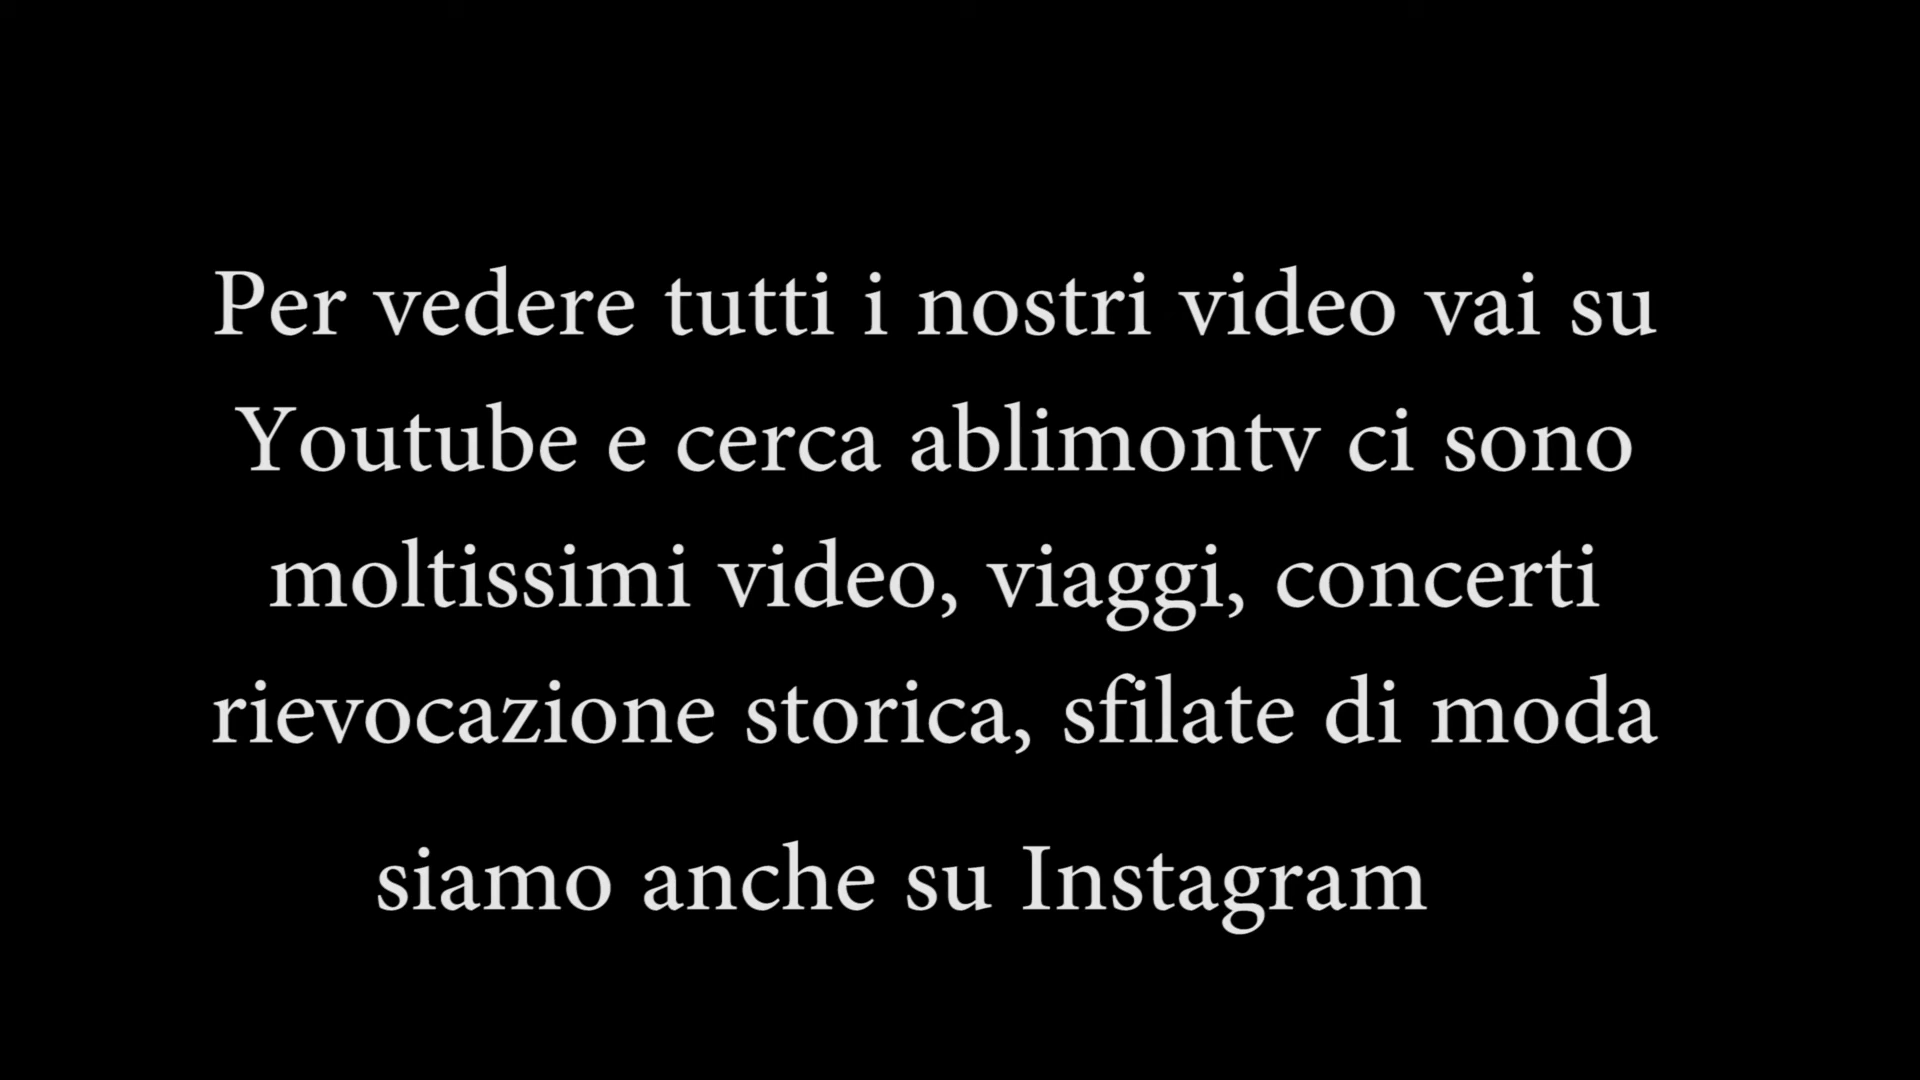 Per vedere tutti i nostri video vai su
Youtube e cerca ablimontv ci sono
moltissimi video, viaggi, concerti
rievocazione storica, sfilate di moda
siamo anche su Instagram